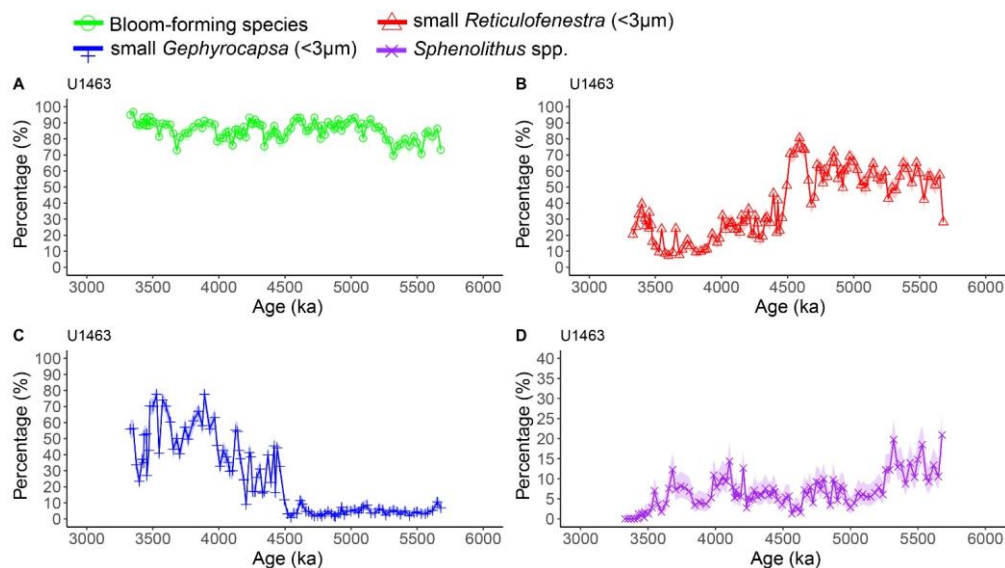 Bloom-forming species
small Reticulofenestra (<3μm)
small Gephyrocapsa (<3μm)
Sphenolithus spp.
A
U1463
Percentage (%)
100
90
80
70
60
50
40
30
20
10
0
3000 3500 4000 4500 5000 5500 6000
Age (ka)
B
U1463
Percentage (%)
100
90
80
70
60
50
40
30
20
10
0
3000 3500 4000 4500 5000 5500 6000
Age (ka)
C
U1463
Percentage (%)
100
90
80
70
60
50
40
30
20
10
0
3000 3500 4000 4500 5000 5500 6000
Age (ka)
D
U1463
Percentage (%)
40
35
30
25
20
15
10
5
0
3000 3500 4000 4500 5000 5500 6000
Age (ka)